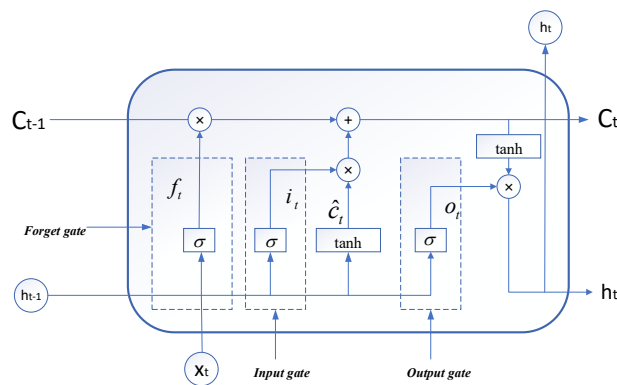 ht
Ct-1
×
+
Ct
tanh
ft
it
×
ĉt
ot
×
Forget gate
σ
σ
tanh
σ
ht-1
ht
xt
Input gate
Output gate